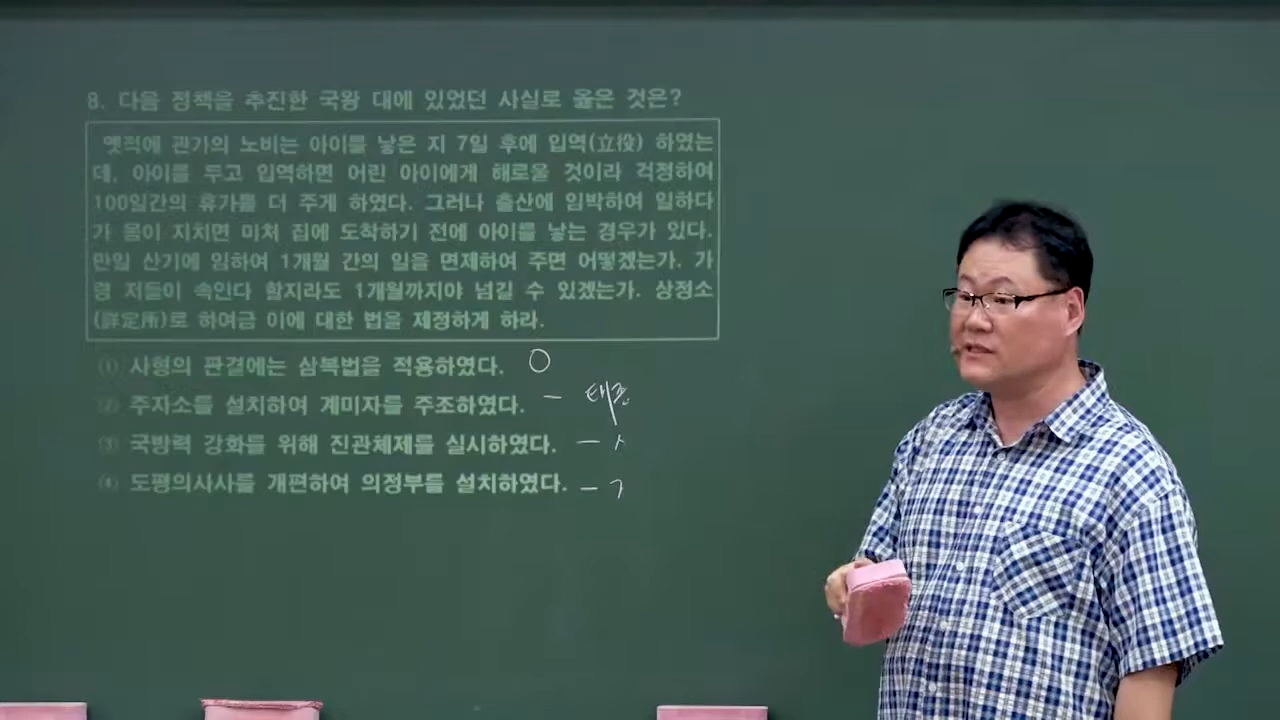 8. 다음 정책을 추진한 국왕 대에 있었던 사실로 옳은 것은?
옛적에 관기의 노비는 아이를 낳은 지 7일 후에 입역(立役) 하였는
데, 아이를 두고 입역하면 어린 아이에게 해로울 것이라 걱정하여
100일간의 휴가를 더 주게 하였다. 그러나 출산에 임박하여 일하다
가 몸이 지치면 미처 집에 도착하기 전에 아이를 낳는 경우가 있다.
만일 산기에 임하여 1개월 간의 일을 면제하여 주면 어떻겠는가. 가
령 저들이 속인다 할지라도 1개월까지야 넘길 수 있겠는가. 상정소
(詳定所)로 하여금 이에 대한 법을 제정하게 하라.
① 사형의 판결에는 삼복법을 적용하였다. O
② 주자소를 설치하여 계미자를 주조하였다. - 태종
③ 국방력 강화를 위해 진관체제를 실시하였다. -
④ 도평의사사를 개편하여 의정부를 설치하였다. -